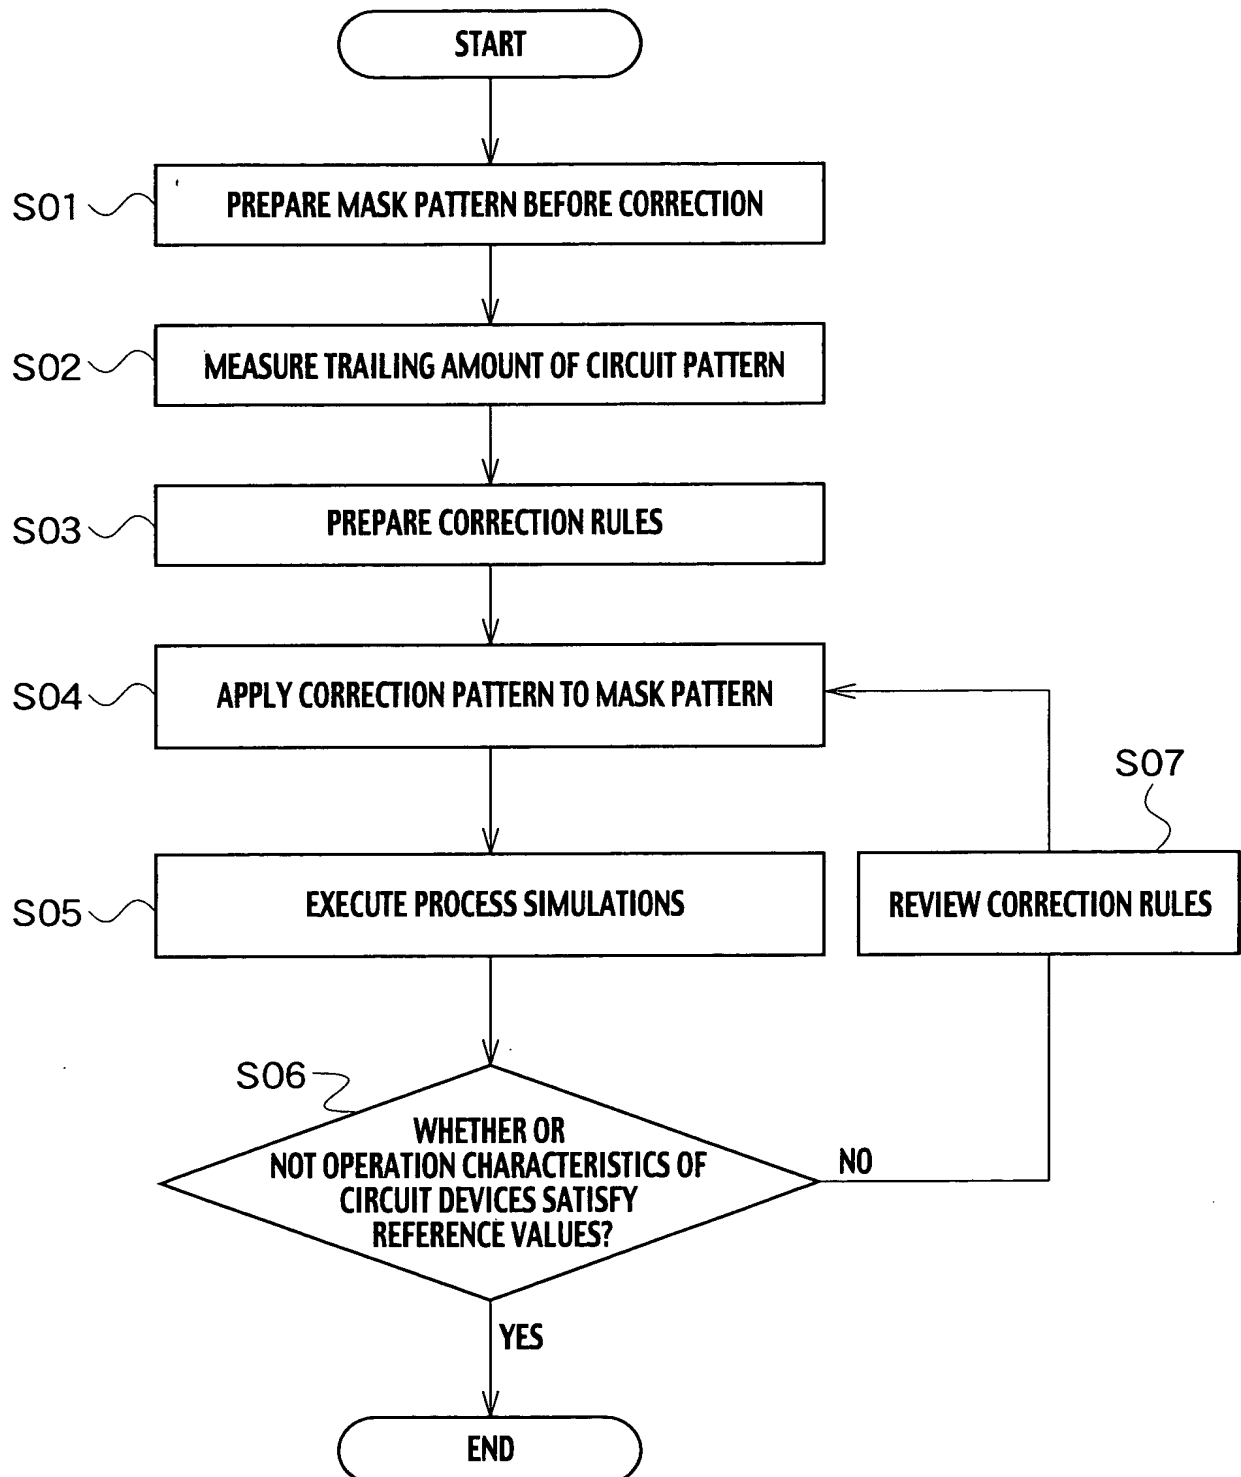 START
S01
PREPARE MASK PATTERN BEFORE CORRECTION
S02
MEASURE TRAILING AMOUNT OF CIRCUIT PATTERN
S03
PREPARE CORRECTION RULES
S04
APPLY CORRECTION PATTERN TO MASK PATTERN
S07
S05
EXECUTE PROCESS SIMULATIONS
REVIEW CORRECTION RULES
S06
WHETHER OR
NOT OPERATION CHARACTERISTICS OF
CIRCUIT DEVICES SATISFY
REFERENCE VALUES?
NO
YES
END